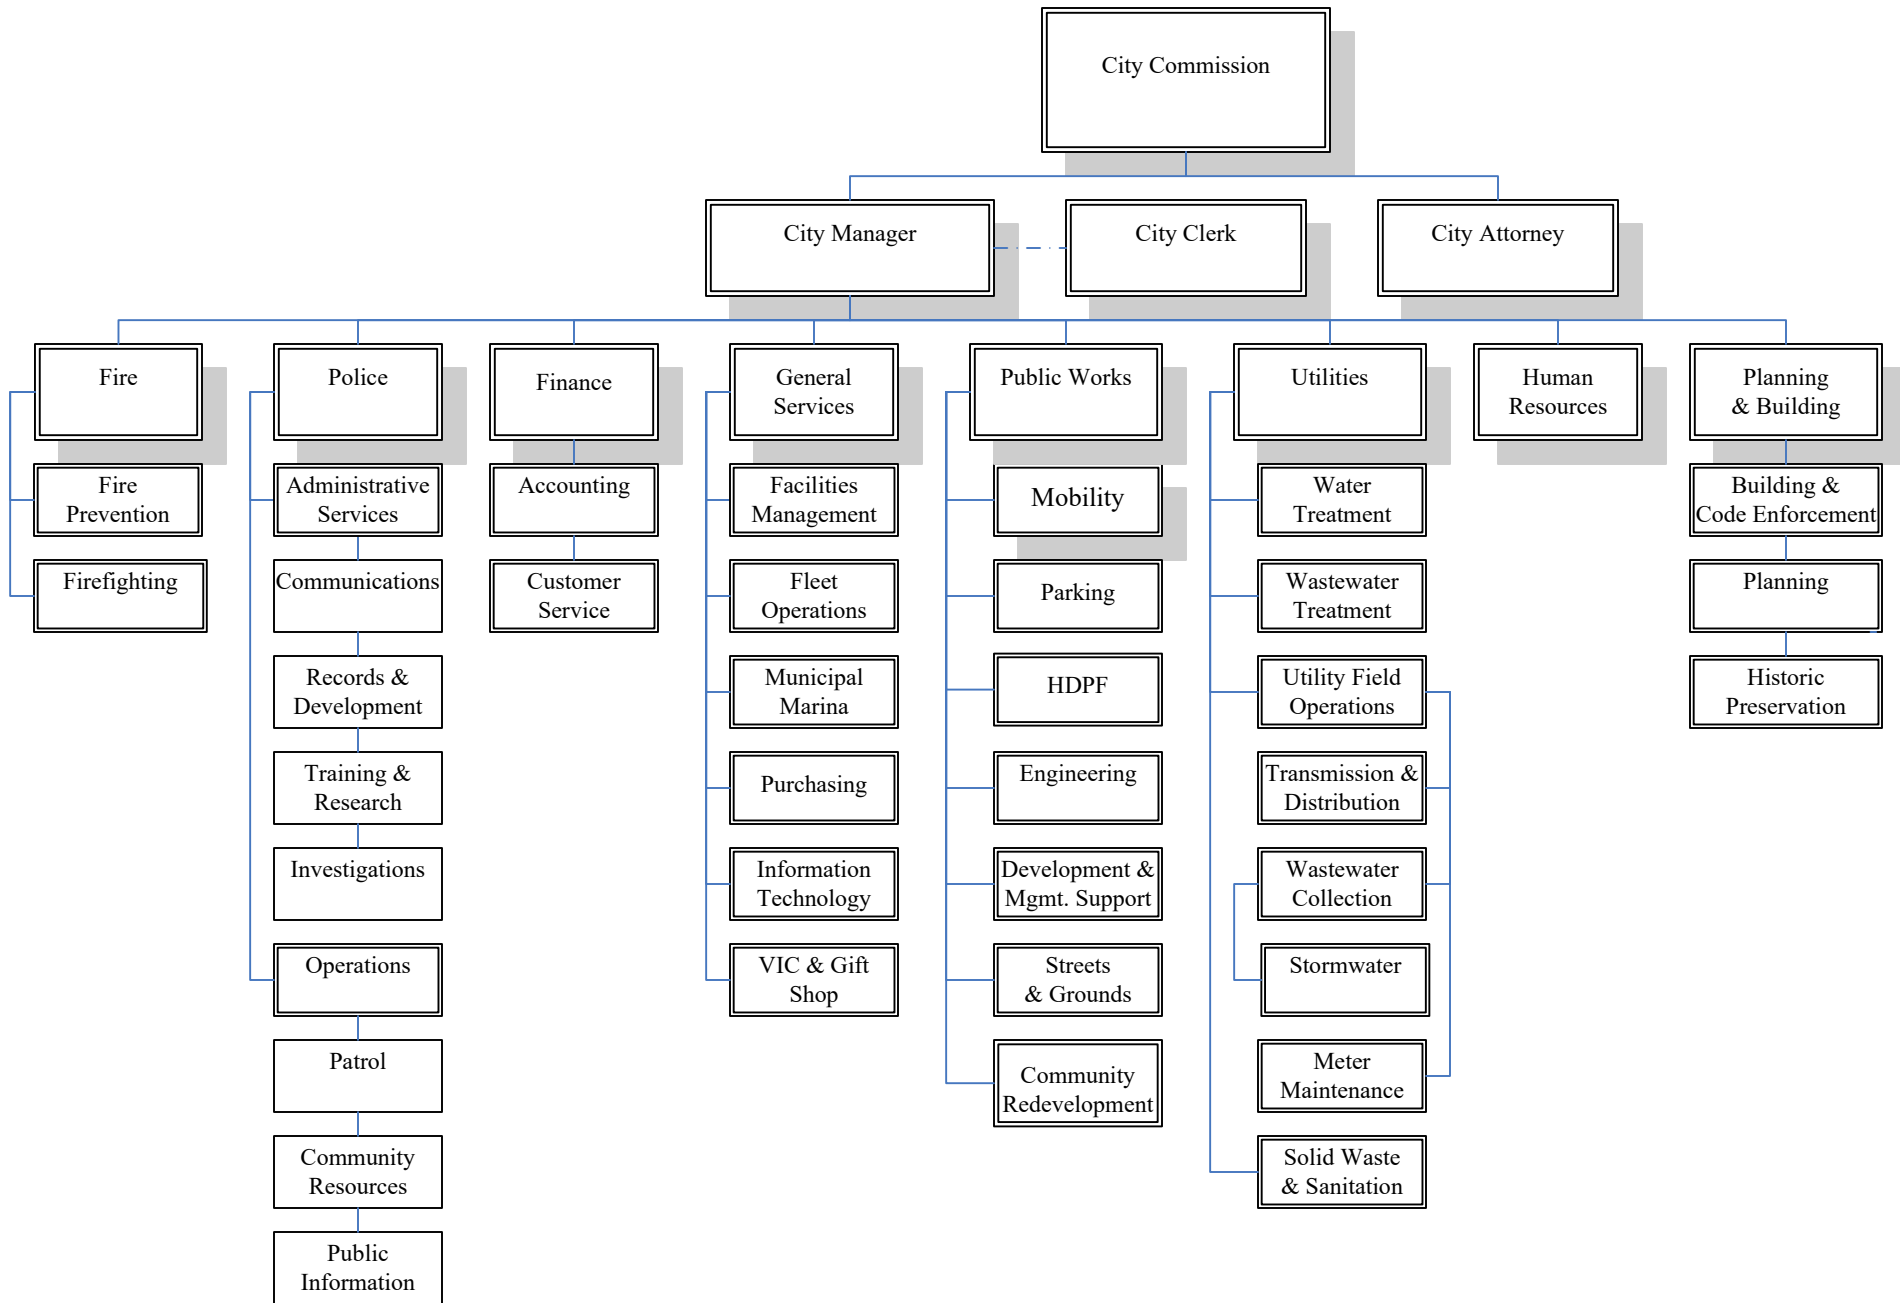 City Commission
City Manager
City Clerk
City Attorney
Fire
Police
Finance
General
Services
Public Works
Utilities
Human
Resources
Planning
& Building
Fire
Prevention
Firefighting
Administrative
Services
Communications
Records &
Development
Training &
Research
Investigations
Operations
Patrol
Community
Resources
Public
Information
Accounting
Customer
Service
Facilities
Management
Fleet
Operations
Municipal
Marina
Purchasing
Information
Technology
VIC & Gift
Shop
Mobility
Parking
HDPF
Engineering
Development &
Mgmt. Support
Streets
& Grounds
Community
Redevelopment
Water
Treatment
Wastewater
Treatment
Utility Field
Operations
Transmission &
Distribution
Wastewater
Collection
Stormwater
Meter
Maintenance
Solid Waste
& Sanitation
Building &
Code Enforcement
Planning
Historic
Preservation